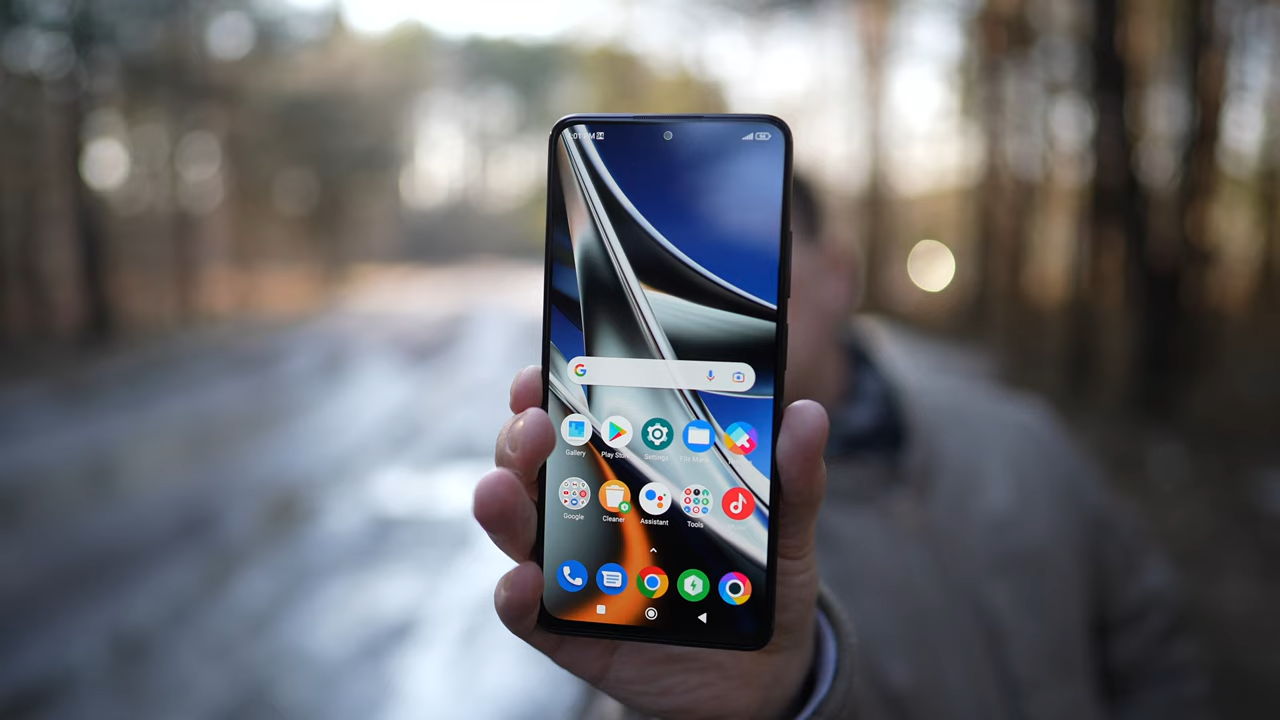 G
Gallery
Play Store
Settings
Google
Cleaner
Assistant
Tools